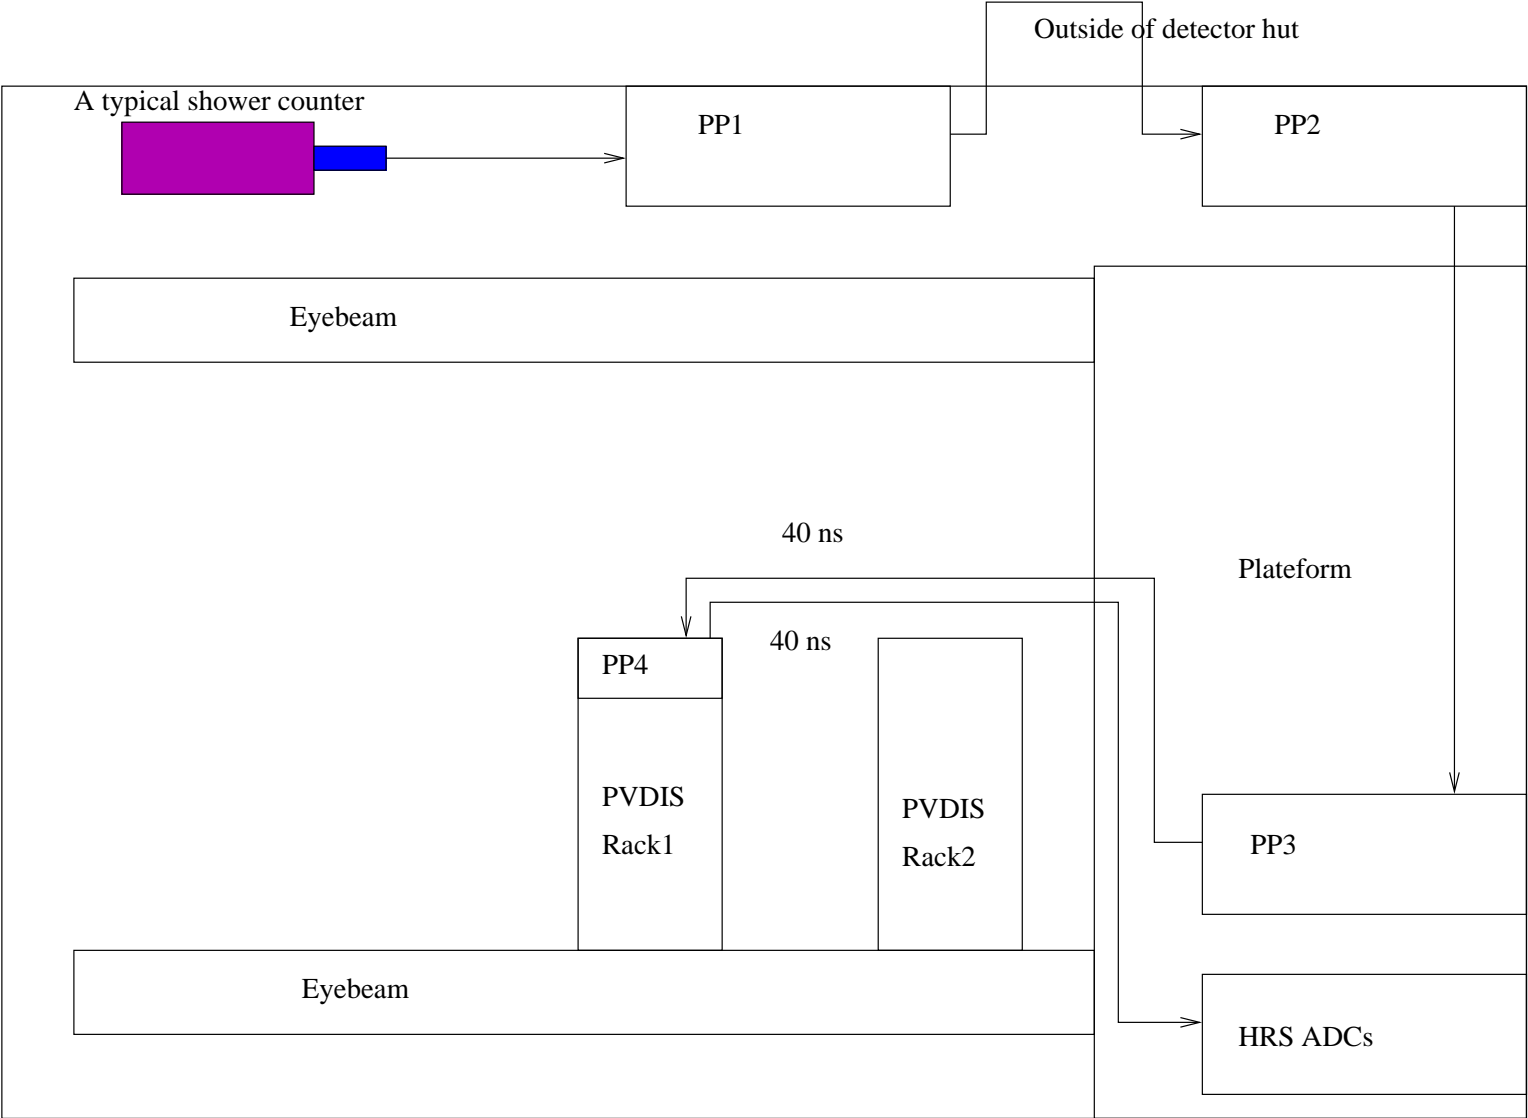 Outside of detector hut
A typical shower counter
PP1
PP2
Eyebeam
40 ns
Plateform
40 ns
PP4
PVDIS
Rack1
PVDIS
Rack2
PP3
Eyebeam
HRS ADCs